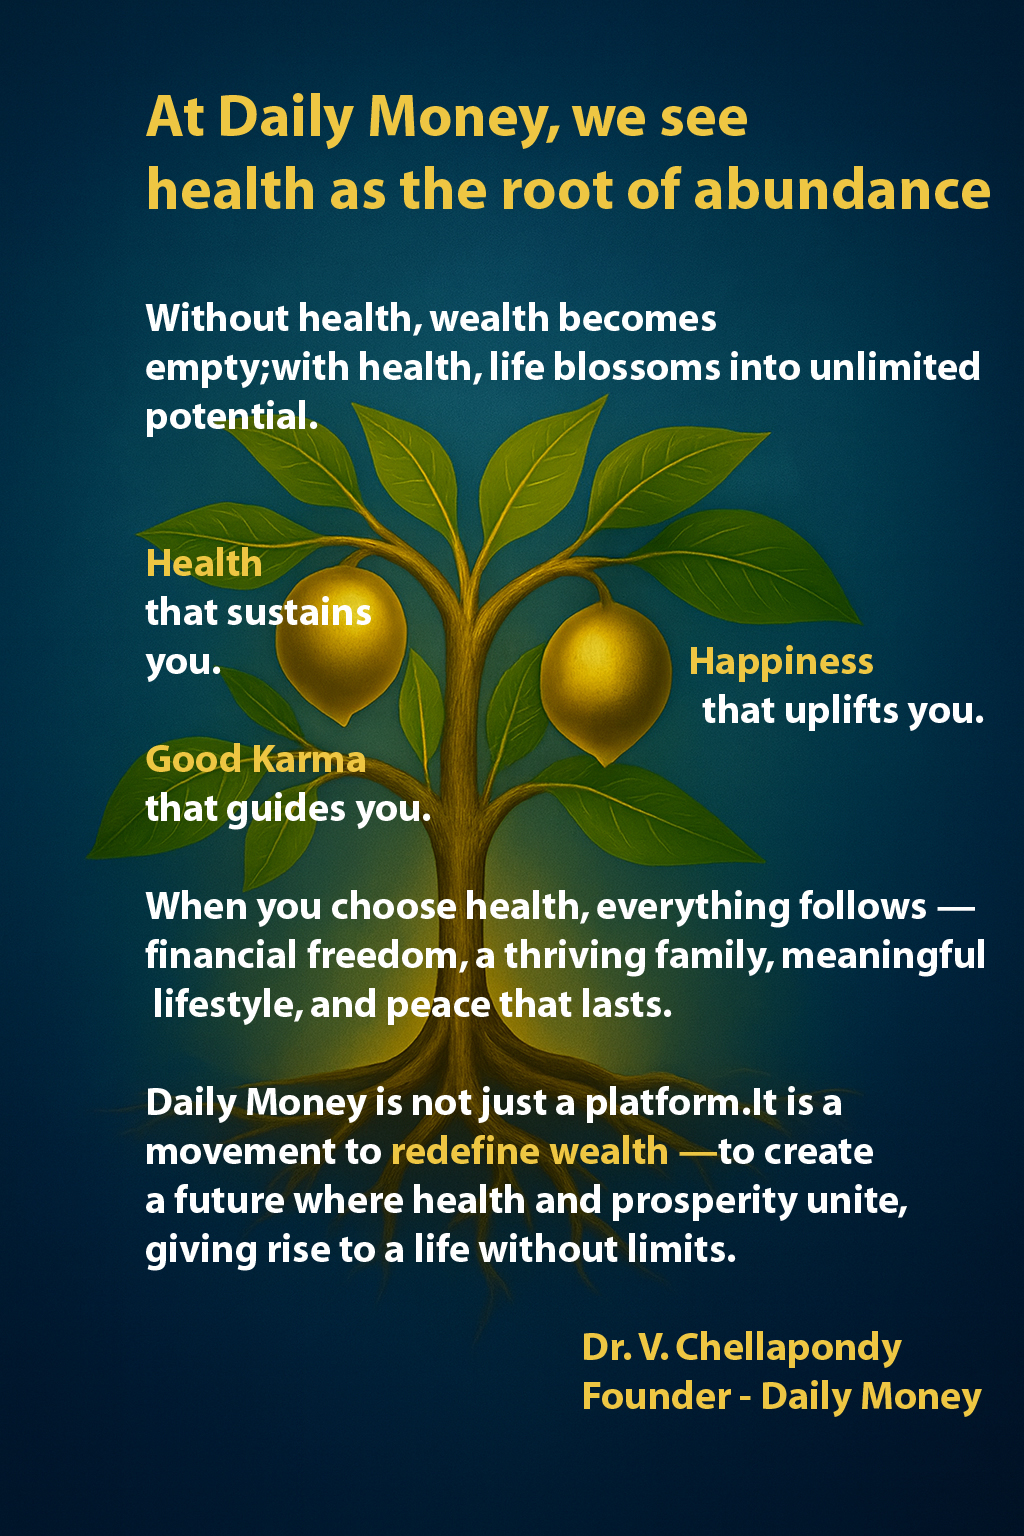 At Daily Money, we see
health as the root of abundance
Without health, wealth becomes
empty;with health, life blossoms into unlimited
potential.
Health
that sustains
you.
Happiness
that uplifts you.
Good Karma
that guides you.
When you choose health, everything follows —
financial freedom, a thriving family, meaningful
lifestyle, and peace that lasts.
Daily Money is not just a platform.It is a
movement to redefine wealth —to create
a future where health and prosperity unite,
giving rise to a life without limits.
Dr. V. Chellapondy
Founder - Daily Money